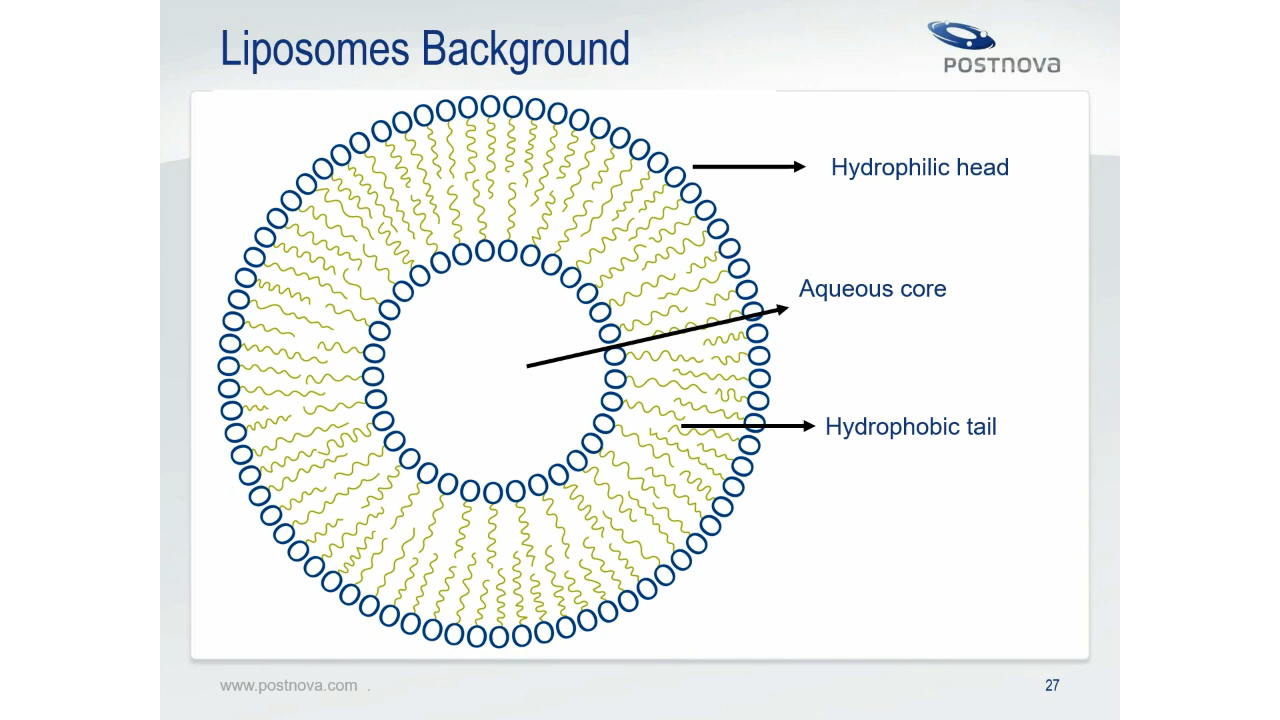 Liposomes Background
POSTNOVA
Hydrophilic head
Aqueous core
Hydrophobic tail
www.postnova.com .
27